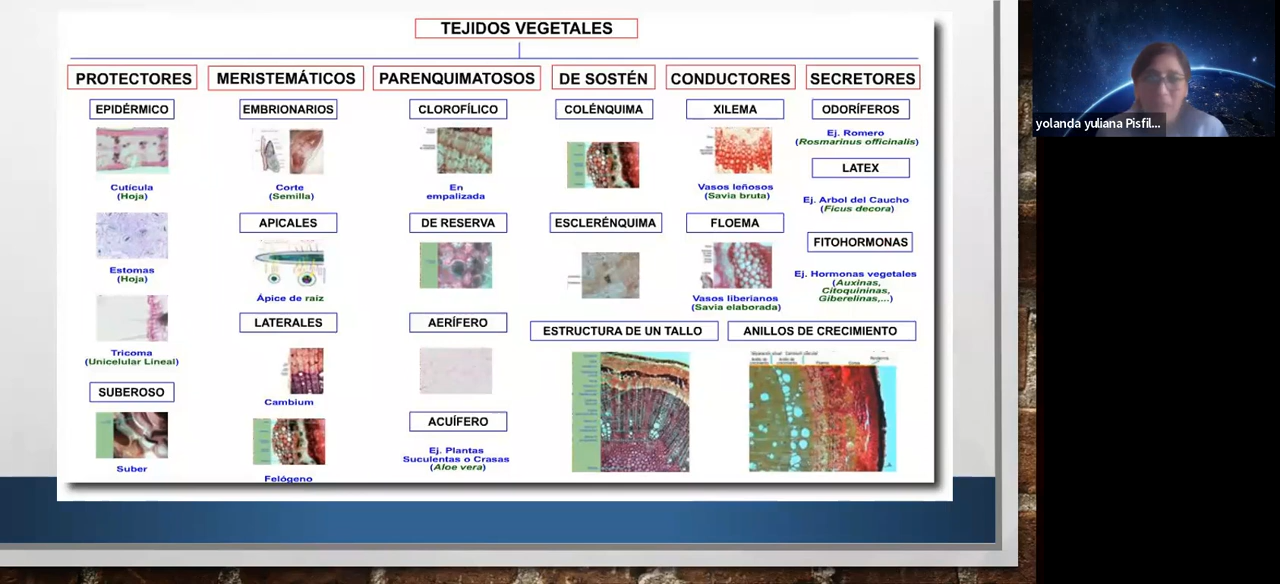 TEJIDOS VEGETALES
PROTECTORES
MERISTEMÁTICOS
PARENQUIMATOSOS
DE SOSTÉN
CONDUCTORES
SECRETORES
EPIDÉRMICO
Cutícula
(Hoja)
Estomas
(Hoja)
Tricoma
(Unicelular Lineal)
SUBEROSO
Suber
EMBRIONARIOS
Corte
(Semilla)
APICALES
Ápice de raíz
LATERALES
Cambium
Felógeno
CLOROFÍLICO
En
empalizada
DE RESERVA
AERÍFERO
ACUÍFERO
Ej. Plantas
Suculentas o Crasas
(Aloe vera)
COLÉNQUIMA
ESCLERÉNQUIMA
XILEMA
Vasos leñosos
(Savia bruta)
FLOEMA
Vasos liberianos
(Savia elaborada)
ODORÍFEROS
Ej. Romero
(Rosmarinus officinalis)
LATEX
Ej. Arbol del Caucho
(Ficus decora)
FITOHORMONAS
Ej. Hormonas vegetales
(Auxinas,
Citoquininas,
Giberelinas,...)
ESTRUCTURA DE UN TALLO
ANILLOS DE CRECIMIENTO
yolanda yuliana Pisfil...